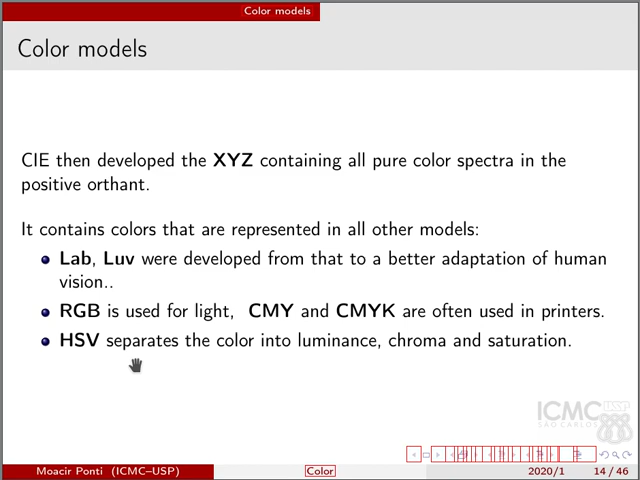 Color models
Color models
CIE then developed the XYZ containing all pure color spectra in the
positive orthant.
It contains colors that are represented in all other models:
Lab, Luv were developed from that to a better adaptation of human
vision..
RGB is used for light, CMY and CMYK are often used in printers.
HSV separates the color into luminance, chroma and saturation.
ICMC USP
SÃO CARLOS
Moacir Ponti (ICMC–USP) Color 2020/1 14 / 46